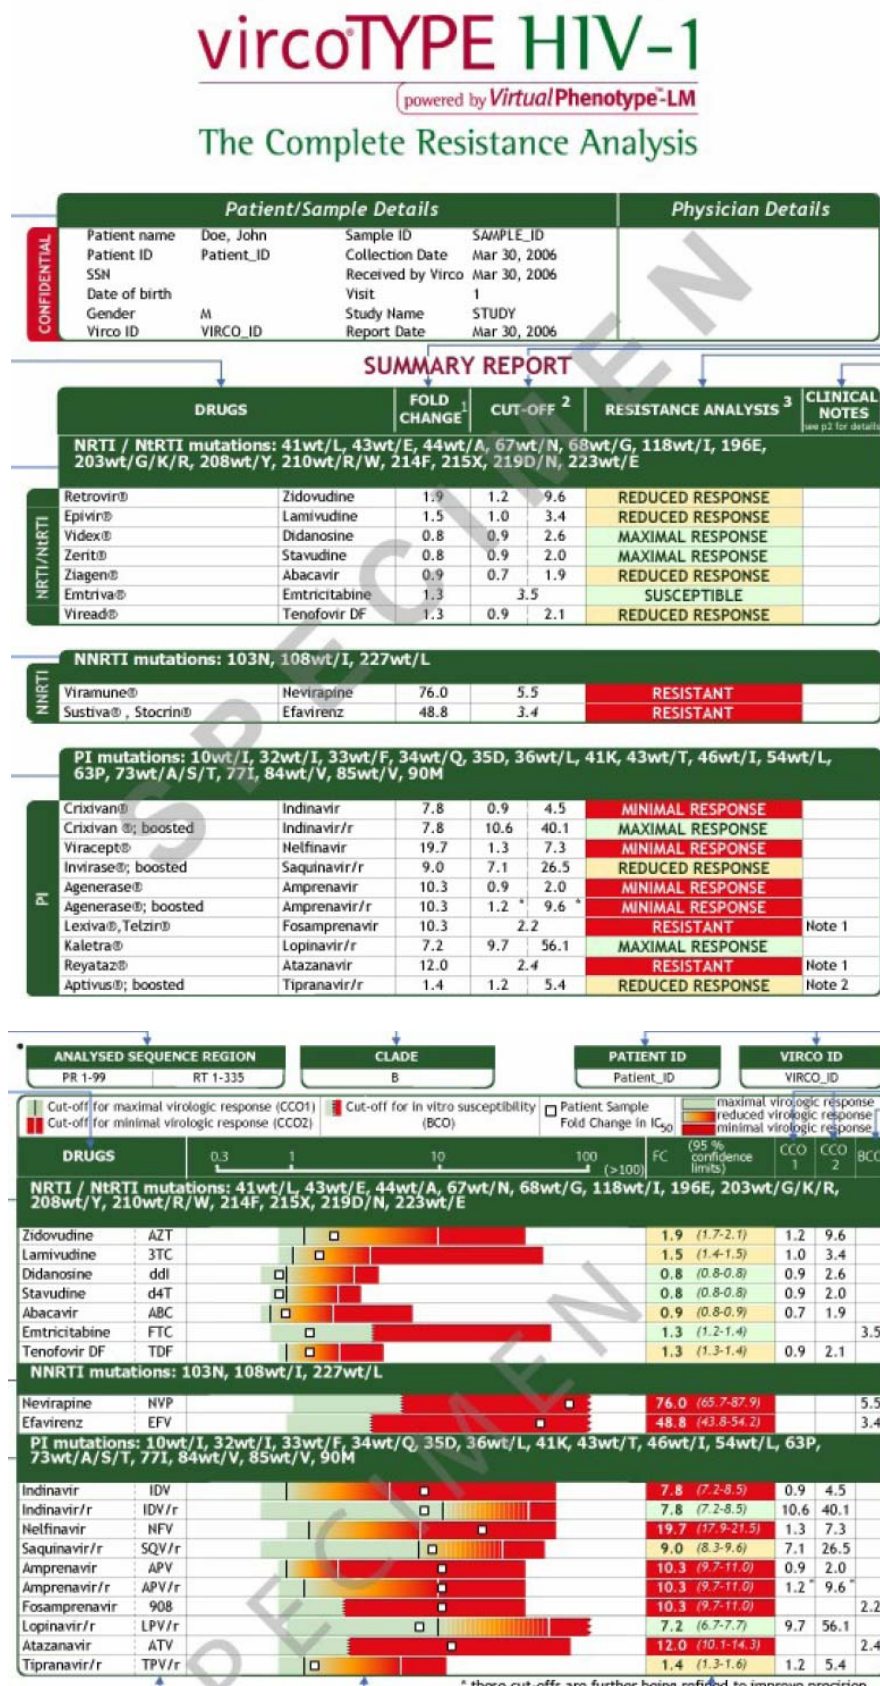 vircoTYPE HIV-1
powered by VirtualPhenotype™-LM
The Complete Resistance Analysis
Patient/Sample Details Physician Details
CONFIDENTIAL
Patient name Doe, John Sample ID SAMPLE_ID
Patient ID Patient_ID Collection Date Mar 30, 2006
SSN Received by Virco Mar 30, 2006
Date of birth Visit 1
Gender M Study Name STUDY
Virco ID VIRCO_ID Report Date Mar 30, 2006
SUMMARY REPORT
DRUGS FOLD CHANGE 1 CUT-OFF 2 RESISTANCE ANALYSIS 3 CLINICAL NOTES see p2 for details
NRTI / NtRTI mutations: 41wt/L, 43wt/E, 44wt/A, 67wt/N, 68wt/G, 118wt/I, 196E,
203wt/G/K/R, 208wt/Y, 210wt/R/W, 214F, 215X, 219D/N, 223wt/E
NRTI/NtRTI
Retrovir® Zidovudine 1.9 1.2 9.6 REDUCED RESPONSE
Epivir® Lamivudine 1.5 1.0 3.4 REDUCED RESPONSE
Videx® Didanosine 0.8 0.9 2.6 MAXIMAL RESPONSE
Zerit® Stavudine 0.8 0.9 2.0 MAXIMAL RESPONSE
Ziagen® Abacavir 0.9 0.7 1.9 REDUCED RESPONSE
Emtriva® Emtricitabine 1.3 3.5 SUSCEPTIBLE
Viread® Tenofovir DF 1.3 0.9 2.1 REDUCED RESPONSE
NNRTI mutations: 103N, 108wt/I, 227wt/L
NNRTI
Viramune® Nevirapine 76.0 5.5 RESISTANT
Sustiva® , Stocrin® Efavirenz 48.8 3.4 RESISTANT
PI mutations: 10wt/I, 32wt/I, 33wt/F, 34wt/Q, 35D, 36wt/L, 41K, 43wt/T, 46wt/I, 54wt/L,
63P, 73wt/A/S/T, 77I, 84wt/V, 85wt/V, 90M
PI
Crixivan® Indinavir 7.8 0.9 4.5 MINIMAL RESPONSE
Crixivan ®; boosted Indinavir/r 7.8 10.6 40.1 MAXIMAL RESPONSE
Viracept® Nelfinavir 19.7 1.3 7.3 MINIMAL RESPONSE
Invirase®; boosted Saquinavir/r 9.0 7.1 26.5 REDUCED RESPONSE
Agenerase® Amprenavir 10.3 0.9 2.0 MINIMAL RESPONSE
Agenerase®; boosted Amprenavir/r 10.3 1.2 * 9.6 * MINIMAL RESPONSE
Lexiva®,Telzir® Fosamprenavir 10.3 2.2 RESISTANT Note 1
Kaletra® Lopinavir/r 7.2 9.7 56.1 MAXIMAL RESPONSE
Reyataz® Atazanavir 12.0 2.4 RESISTANT Note 1
Aptivus®; boosted Tipranavir/r 1.4 1.2 5.4 REDUCED RESPONSE Note 2
SPECIMEN
ANALYSED SEQUENCE REGION CLADE PATIENT ID VIRCO ID
PR 1-99 RT 1-335 B Patient_ID VIRCO_ID
Cut-off for maximal virologic response (CCO1) Cut-off for in vitro susceptibility (BCO) Patient Sample Fold Change in IC50 maximal virologic response
Cut-off for minimal virologic response (CCO2) reduced virologic response
minimal virologic response
DRUGS 0.3 1 10 100 (>100) FC (95 % confidence limits) CCO 1 CCO 2 BCO
NRTI / NtRTI mutations: 41wt/L, 43wt/E, 44wt/A, 67wt/N, 68wt/G, 118wt/I, 196E, 203wt/G/K/R,
208wt/Y, 210wt/R/W, 214F, 215X, 219D/N, 223wt/E
Zidovudine AZT 1.9 (1.7-2.1) 1.2 9.6
Lamivudine 3TC 1.5 (1.4-1.5) 1.0 3.4
Didanosine ddI 0.8 (0.8-0.8) 0.9 2.6
Stavudine d4T 0.8 (0.8-0.8) 0.9 2.0
Abacavir ABC 0.9 (0.8-0.9) 0.7 1.9
Emtricitabine FTC 1.3 (1.2-1.4) 3.5
Tenofovir DF TDF 1.3 (1.3-1.4) 0.9 2.1
NNRTI mutations: 103N, 108wt/I, 227wt/L
Nevirapine NVP 76.0 (65.7-87.9) 5.5
Efavirenz EFV 48.8 (43.8-54.2) 3.4
PI mutations: 10wt/I, 32wt/I, 33wt/F, 34wt/Q, 35D, 36wt/L, 41K, 43wt/T, 46wt/I, 54wt/L, 63P,
73wt/A/S/T, 77I, 84wt/V, 85wt/V, 90M
Indinavir IDV 7.8 (7.2-8.5) 0.9 4.5
Indinavir/r IDV/r 7.8 (7.2-8.5) 10.6 40.1
Nelfinavir NFV 19.7 (17.9-21.5) 1.3 7.3
Saquinavir/r SQV/r 9.0 (8.3-9.6) 7.1 26.5
Amprenavir APV 10.3 (9.7-11.0) 0.9 2.0
Amprenavir/r APV/r 10.3 (9.7-11.0) 1.2 * 9.6 *
Fosamprenavir 908 10.3 (9.7-11.0) 2.2
Lopinavir/r LPV/r 7.2 (6.7-7.7) 9.7 56.1
Atazanavir ATV 12.0 (10.1-14.3) 2.4
Tipranavir/r TPV/r 1.4 (1.3-1.6) 1.2 5.4
* these cut-offs are further being refined to improve precision
SPECIMEN